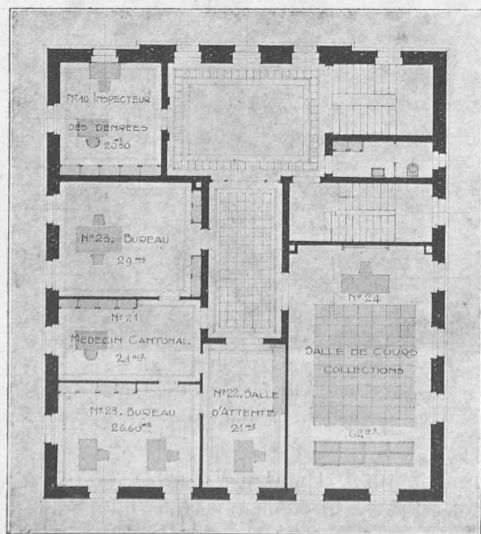 Nº 10. INSPECTEUR
DES DENRÉES
20.50 m2
Nº 25. BUREAU
29 m2
Nº 21
MÉDECIN CANTONAL
21 m2
Nº 23. BUREAU
26.60 m2
Nº 22. SALLE
D'ATTENTE
21 m2
Nº 24
SALLE DE COURS
COLLECTIONS
62 m2